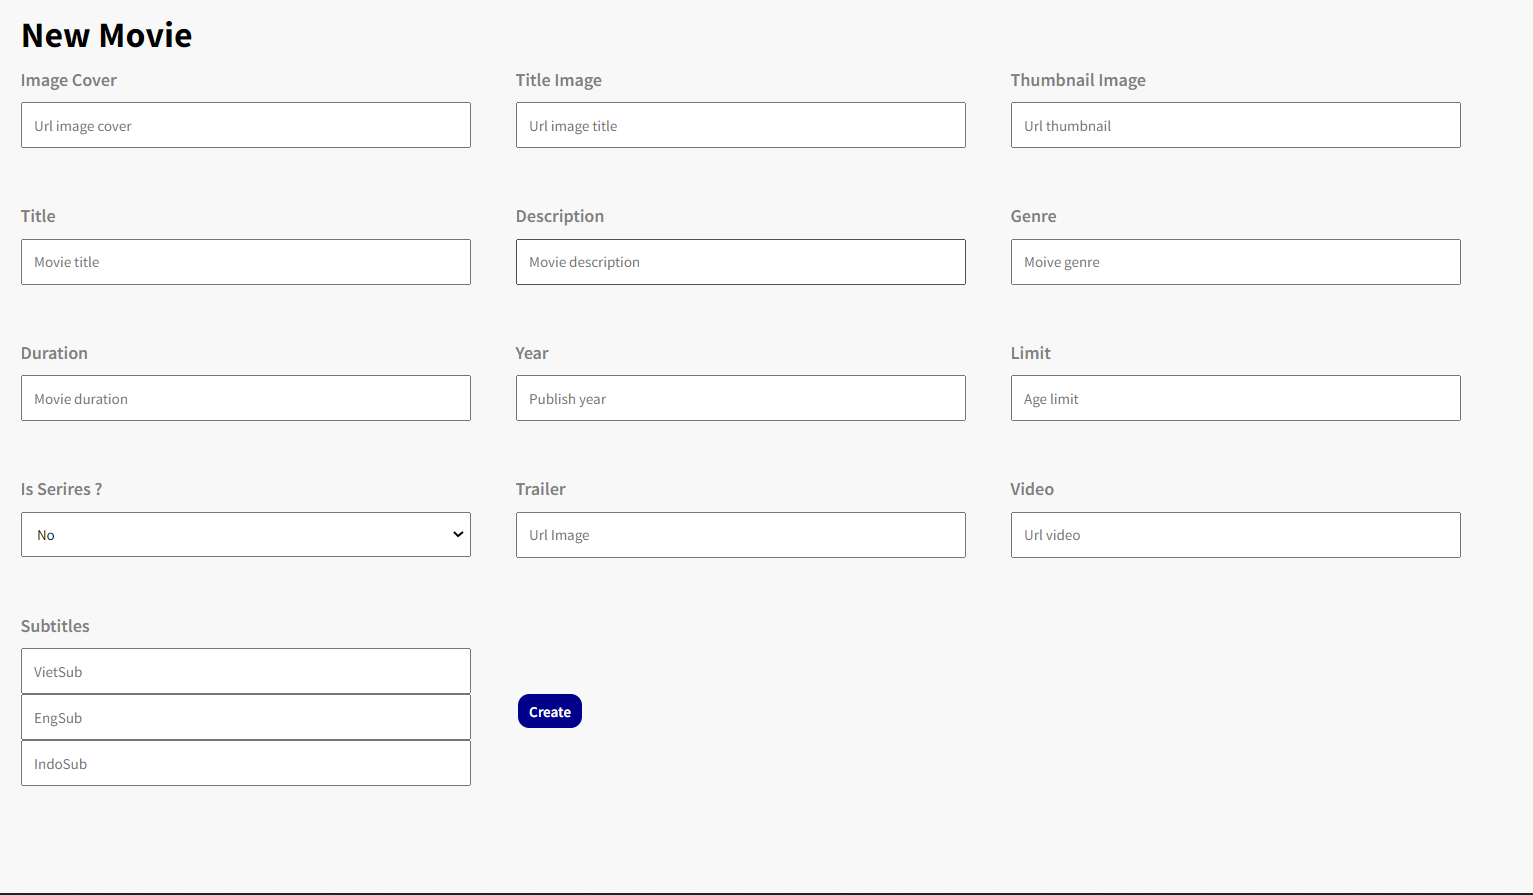 New Movie
Image Cover
Title Image
Thumbnail Image
Url image cover
Url image title
Url thumbnail
Title
Description
Genre
Movie title
Movie description
Moive genre
Duration
Year
Limit
Movie duration
Publish year
Age limit
Is Serires ?
Trailer
Video
No
Url Image
Url video
Subtitles
VietSub
EngSub
IndoSub
Create